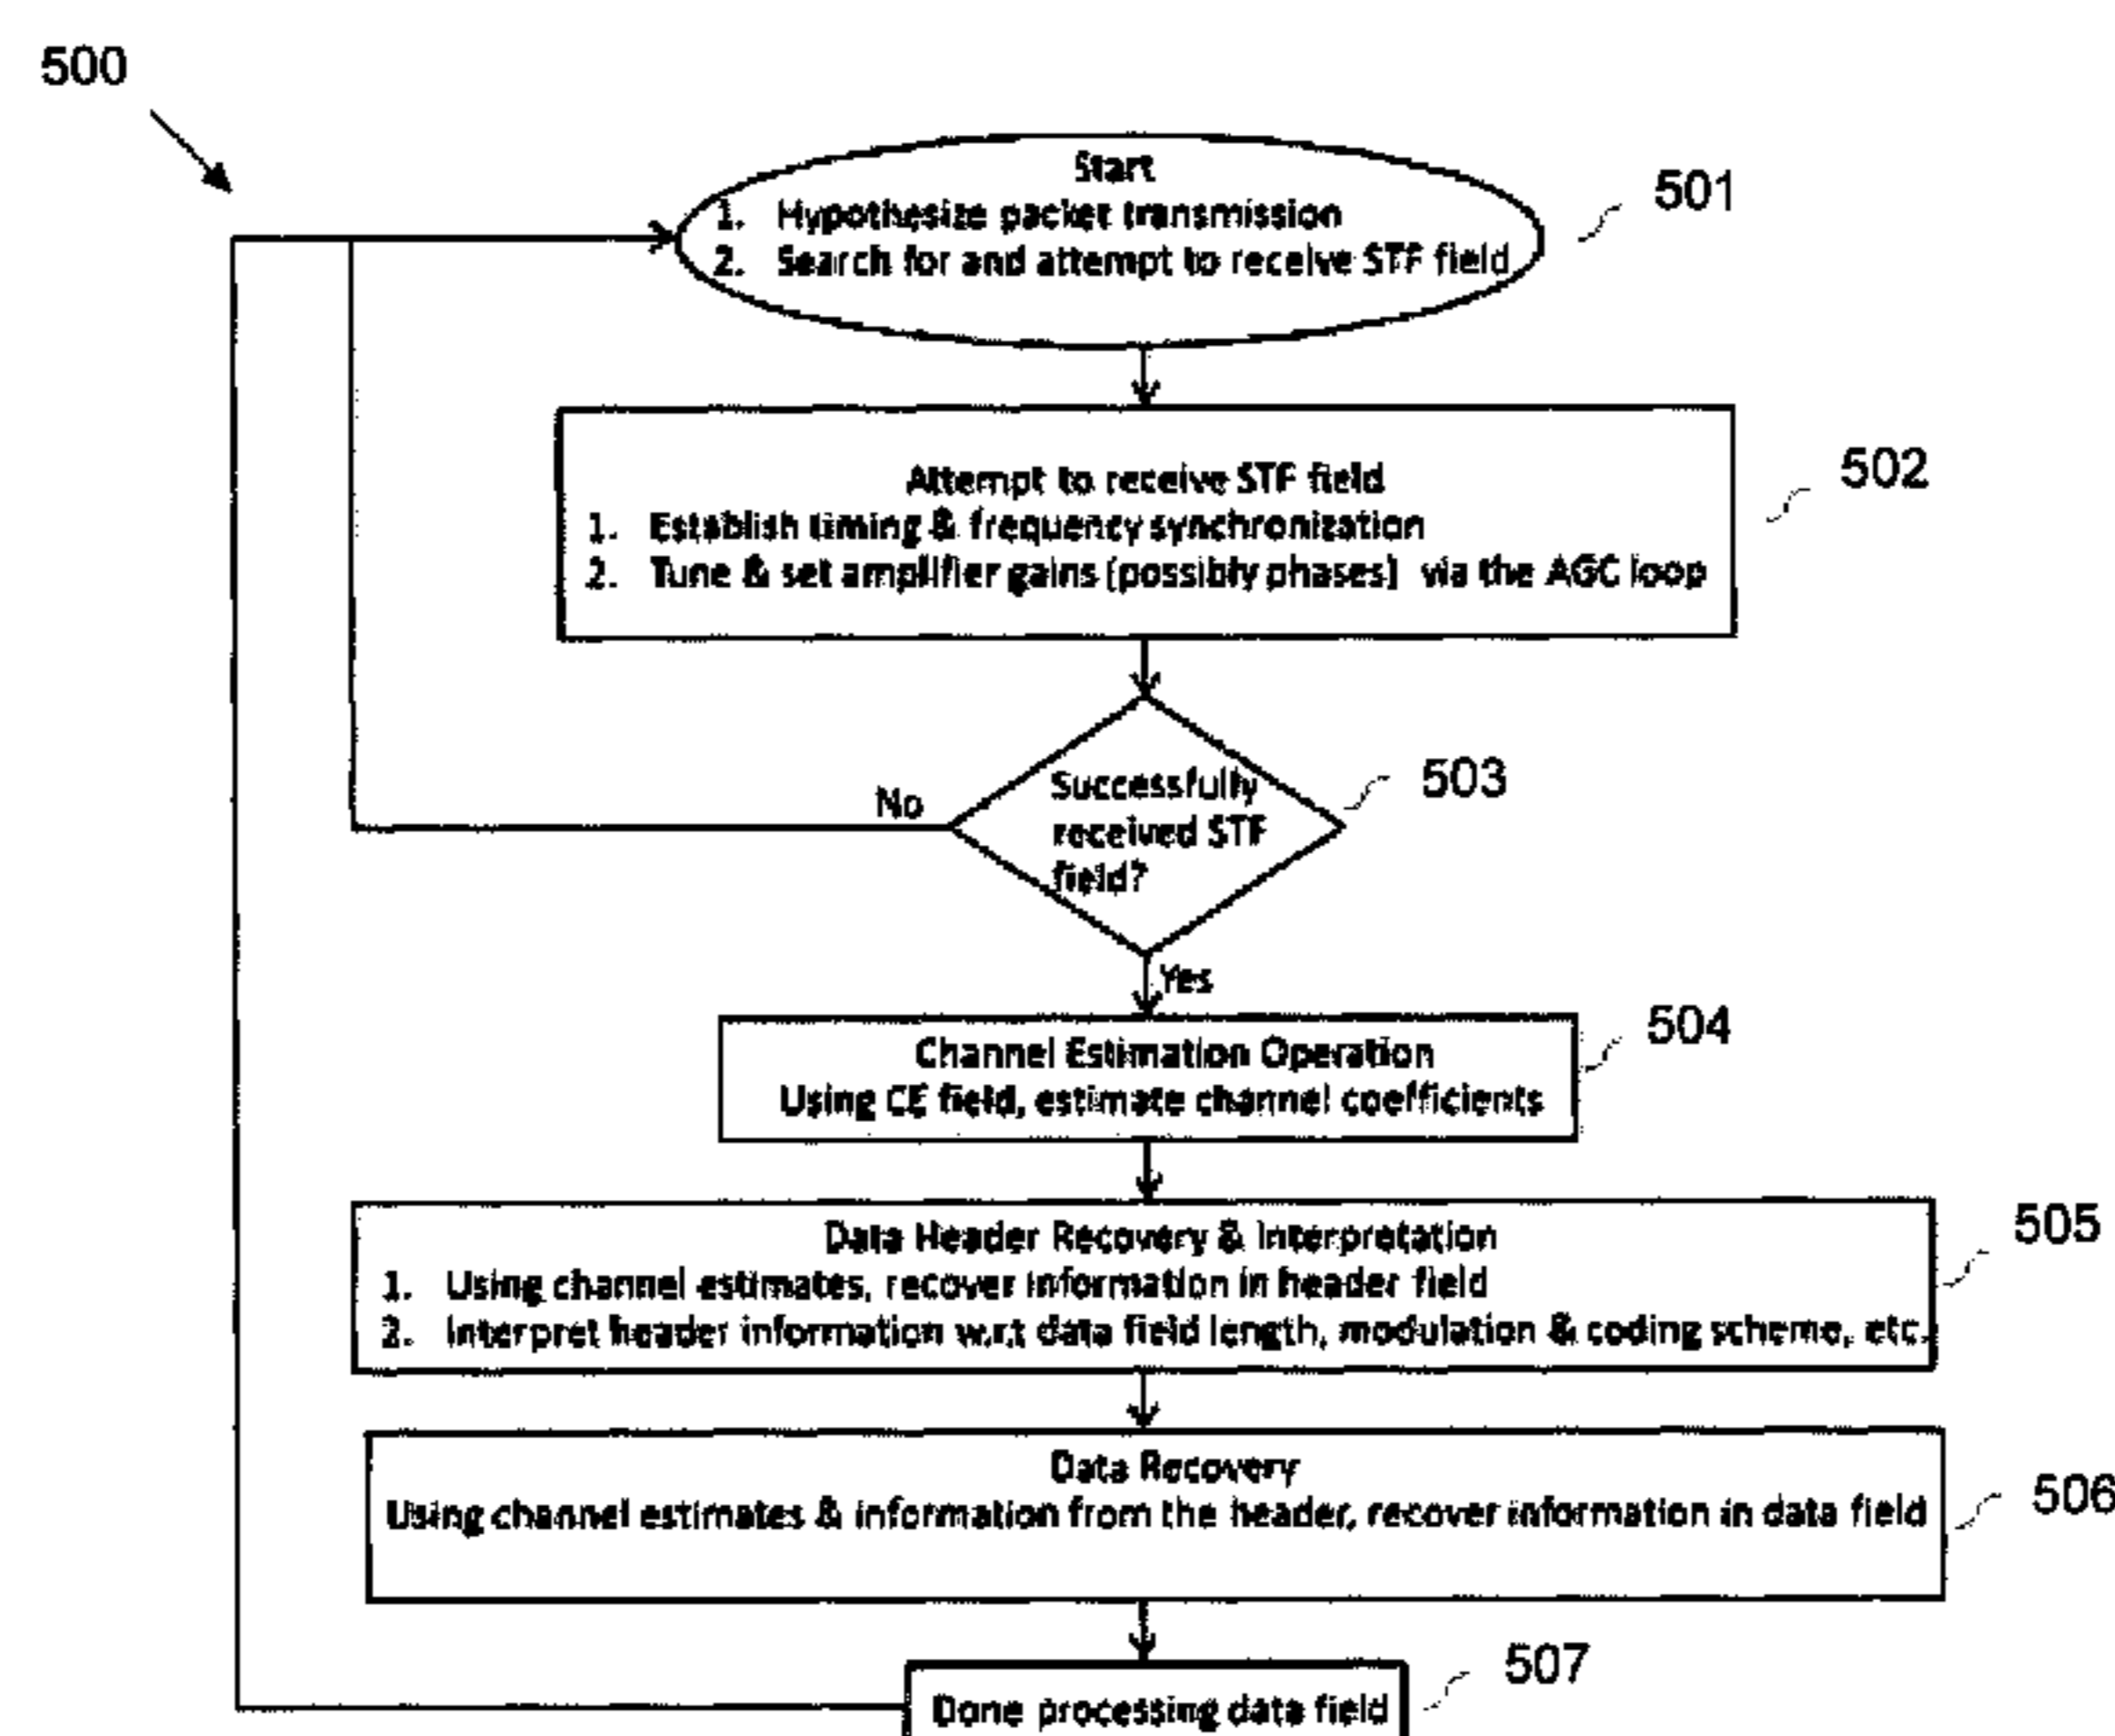 500
Start
1. Hypothesize packet transmission
2. Search for and attempt to receive STF field
501
Attempt to receive STF field
1. Establish timing & frequency synchronization
2. Tune & set amplifier gains (possibly phases) via the AGC loop
502
Successfully
received STF
field?
503
No
Yes
Channel Estimation Operation
Using CE field, estimate channel coefficients
504
Data Header Recovery & Interpretation
1. Using channel estimates, recover information in header field
2. Interpret header information w.r.t data field length, modulation & coding scheme, etc.
505
Data Recovery
Using channel estimates & information from the header, recover information in data field
506
Done processing data field
507